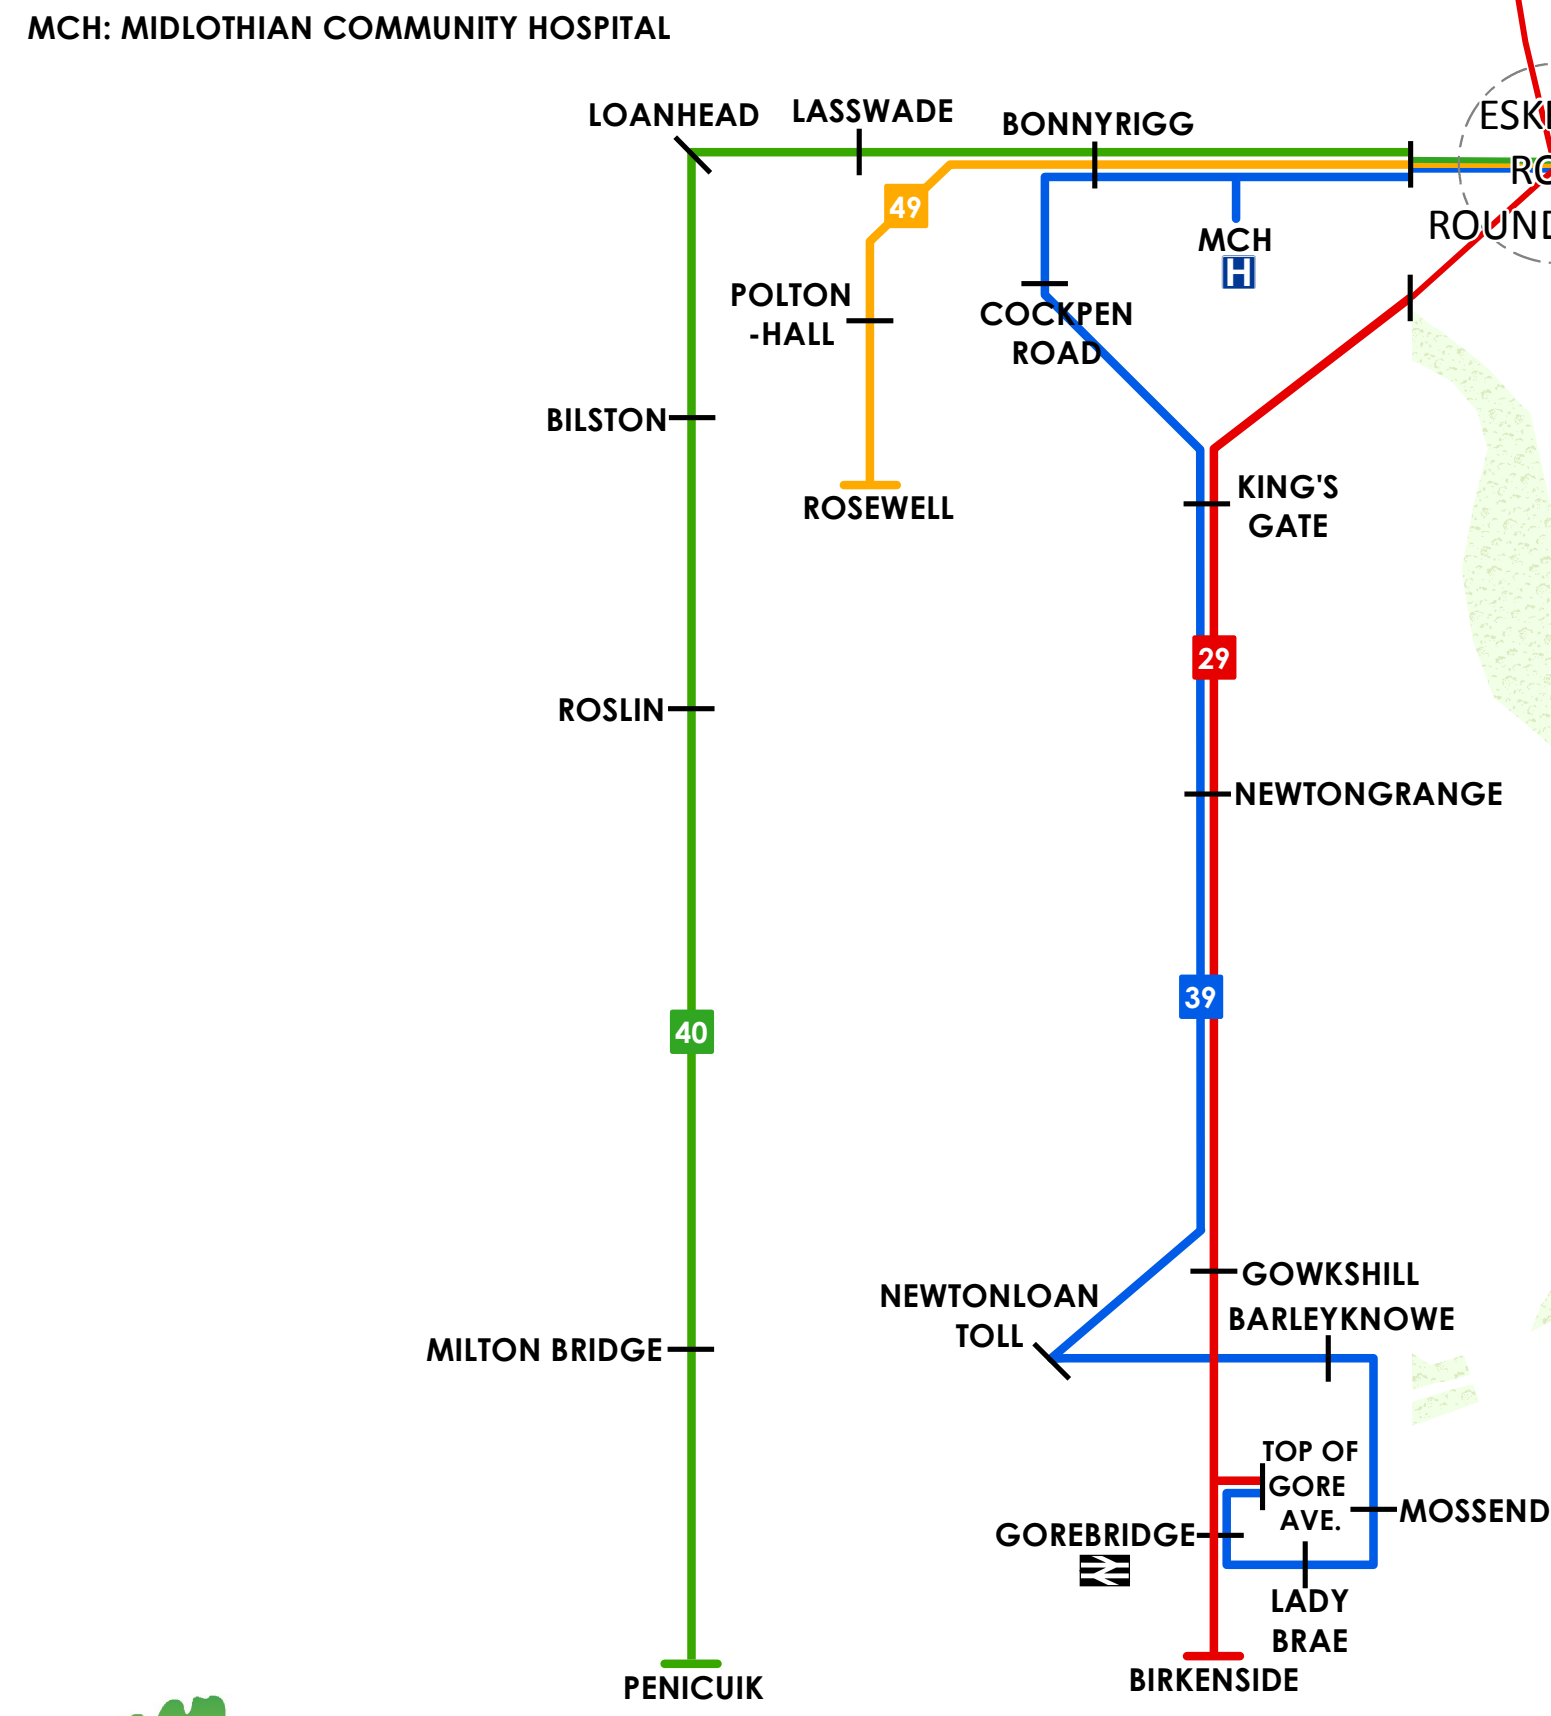 MCH: MIDLOTHIAN COMMUNITY HOSPITAL
LOANHEAD
LASSWADE
BONNYRIGG
49
MCH
H
POLTON
-HALL
COCKPEN
ROAD
BILSTON
ROSEWELL
KING'S
GATE
29
ROSLIN
NEWTONGRANGE
39
40
NEWTONLOAN
TOLL
GOWKSHILL
BARLEYKNOWE
MILTON BRIDGE
TOP OF
GORE
AVE.
MOSSEND
GOREBRIDGE
LADY
BRAE
BIRKENSIDE
PENICUIK